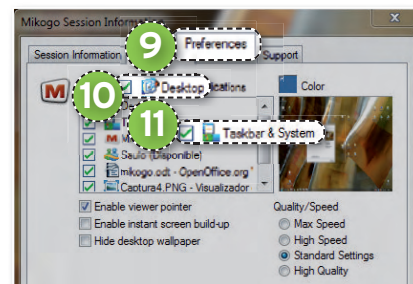 Mikogo Session Information
X
9
Session Information
Preferences
Support
M
10
Desktop
Color
11
Taskbar & System
Saulo (Disponible)
mikogo.odt - OpenOffice.org
Captura4.PNG - Visualizador
Enable viewer pointer
Enable instant screen build-up
Hide desktop wallpaper
Quality/Speed
Max Speed
High Speed
Standard Settings
High Quality